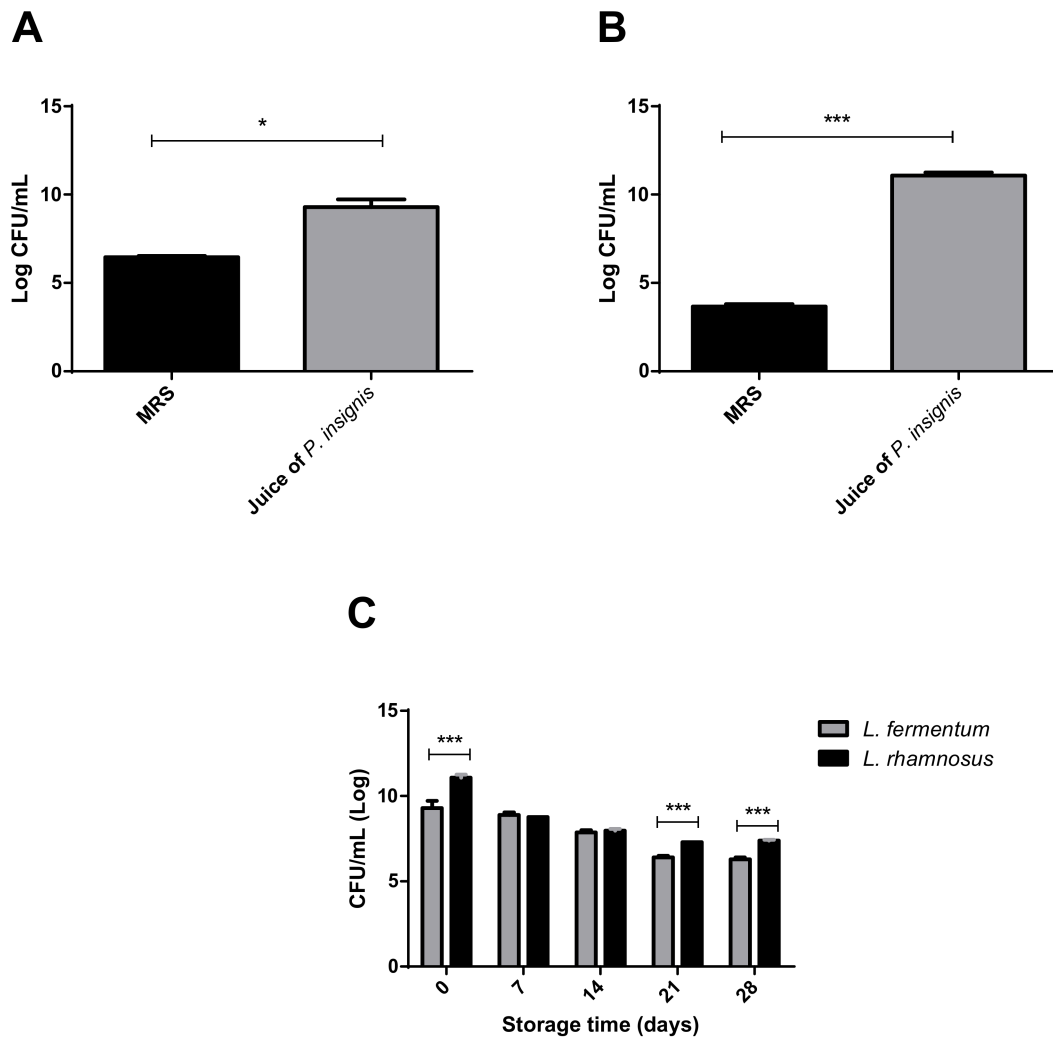 A
15
10
5
0
Log CFU/mL
*
MRS
Juice of P. insignis
B
15
10
5
0
Log CFU/mL
***
MRS
Juice of P. insignis
C
15
10
5
0
CFU/mL (Log)
***
***
***
0
7
14
21
28
Storage time (days)
L. fermentum
L. rhamnosus